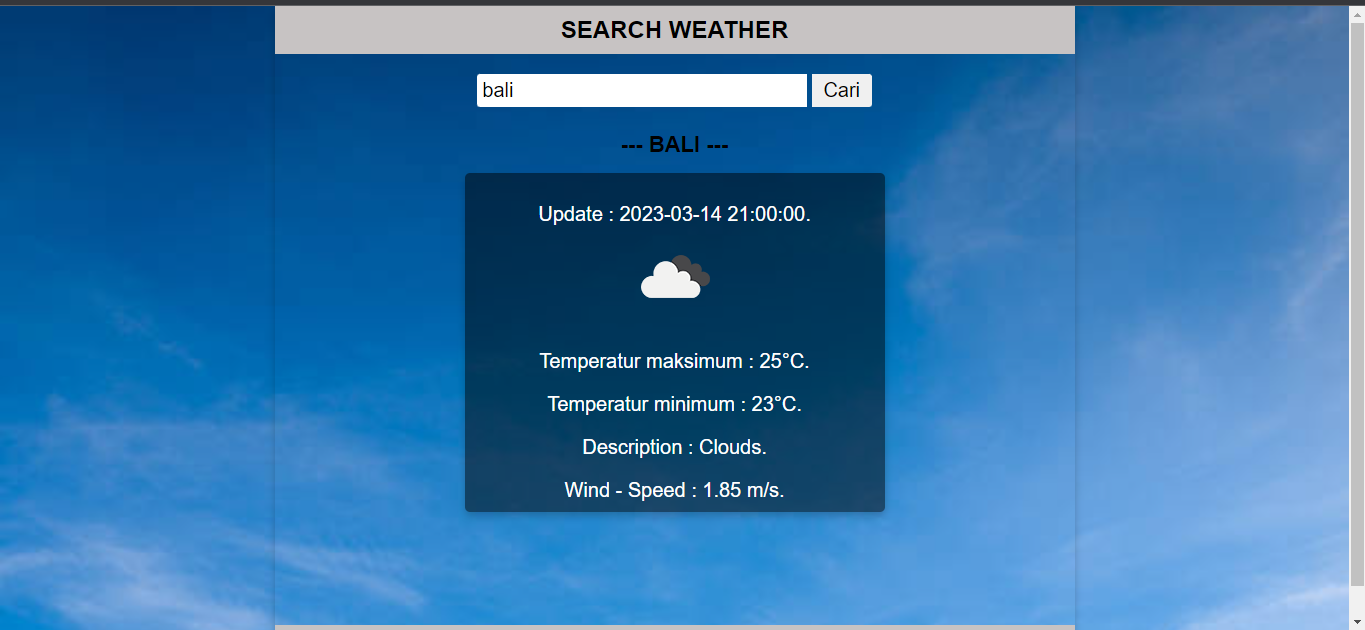 SEARCH WEATHER
bali Cari
--- BALI ---
Update : 2023-03-14 21:00:00.
Temperatur maksimum : 25°C.
Temperatur minimum : 23°C.
Description : Clouds.
Wind - Speed : 1.85 m/s.